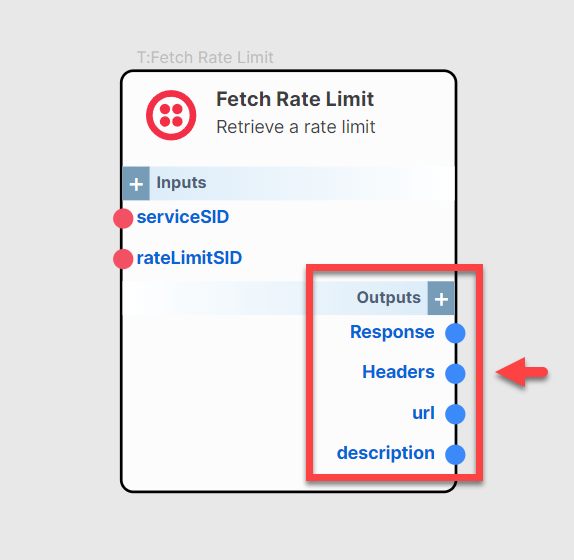 T:Fetch Rate Limit
Fetch Rate Limit
Retrieve a rate limit
+ Inputs
serviceSID
rateLimitSID
Outputs +
Response
Headers
url
description